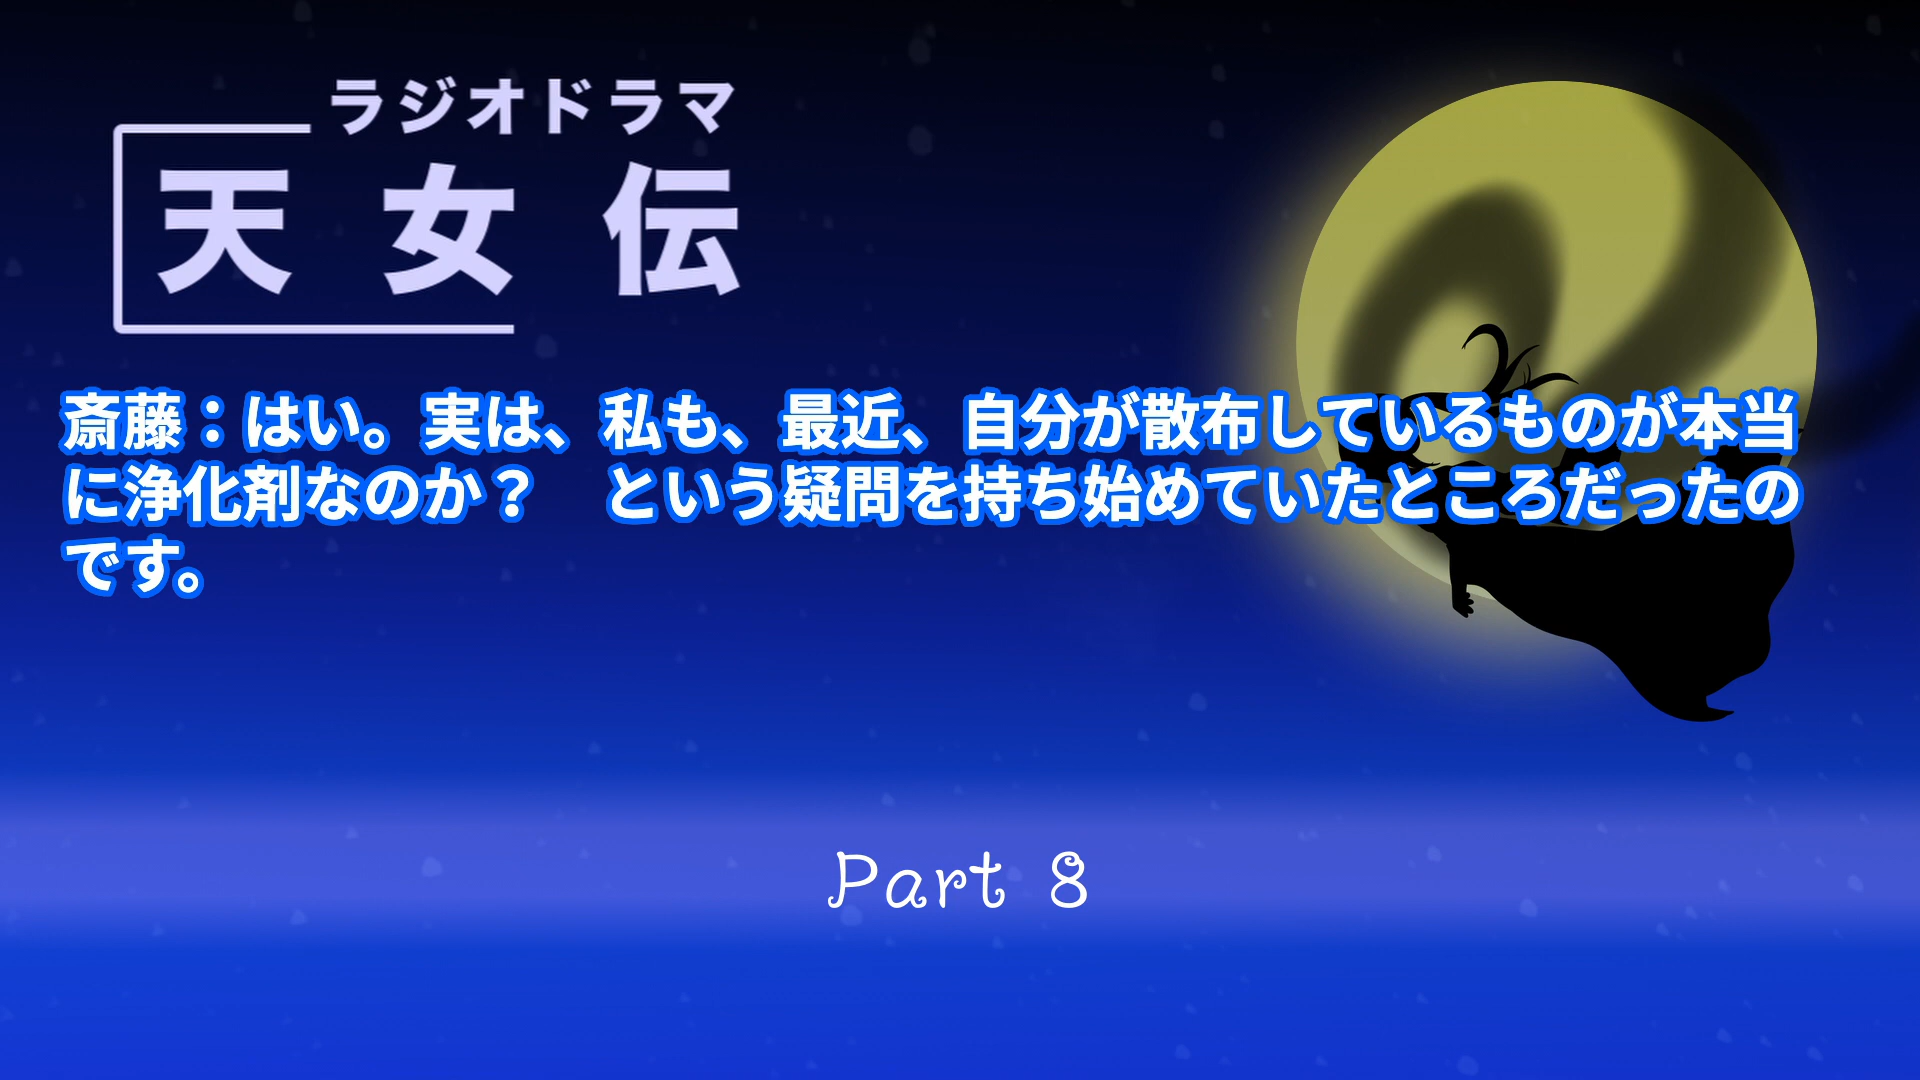 ラジオドラマ
天女伝
斎藤：はい。実は、私も、最近、自分が散布しているものが本当
に浄化剤なのか？　という疑問を持ち始めていたところだったの
です。
Part 8